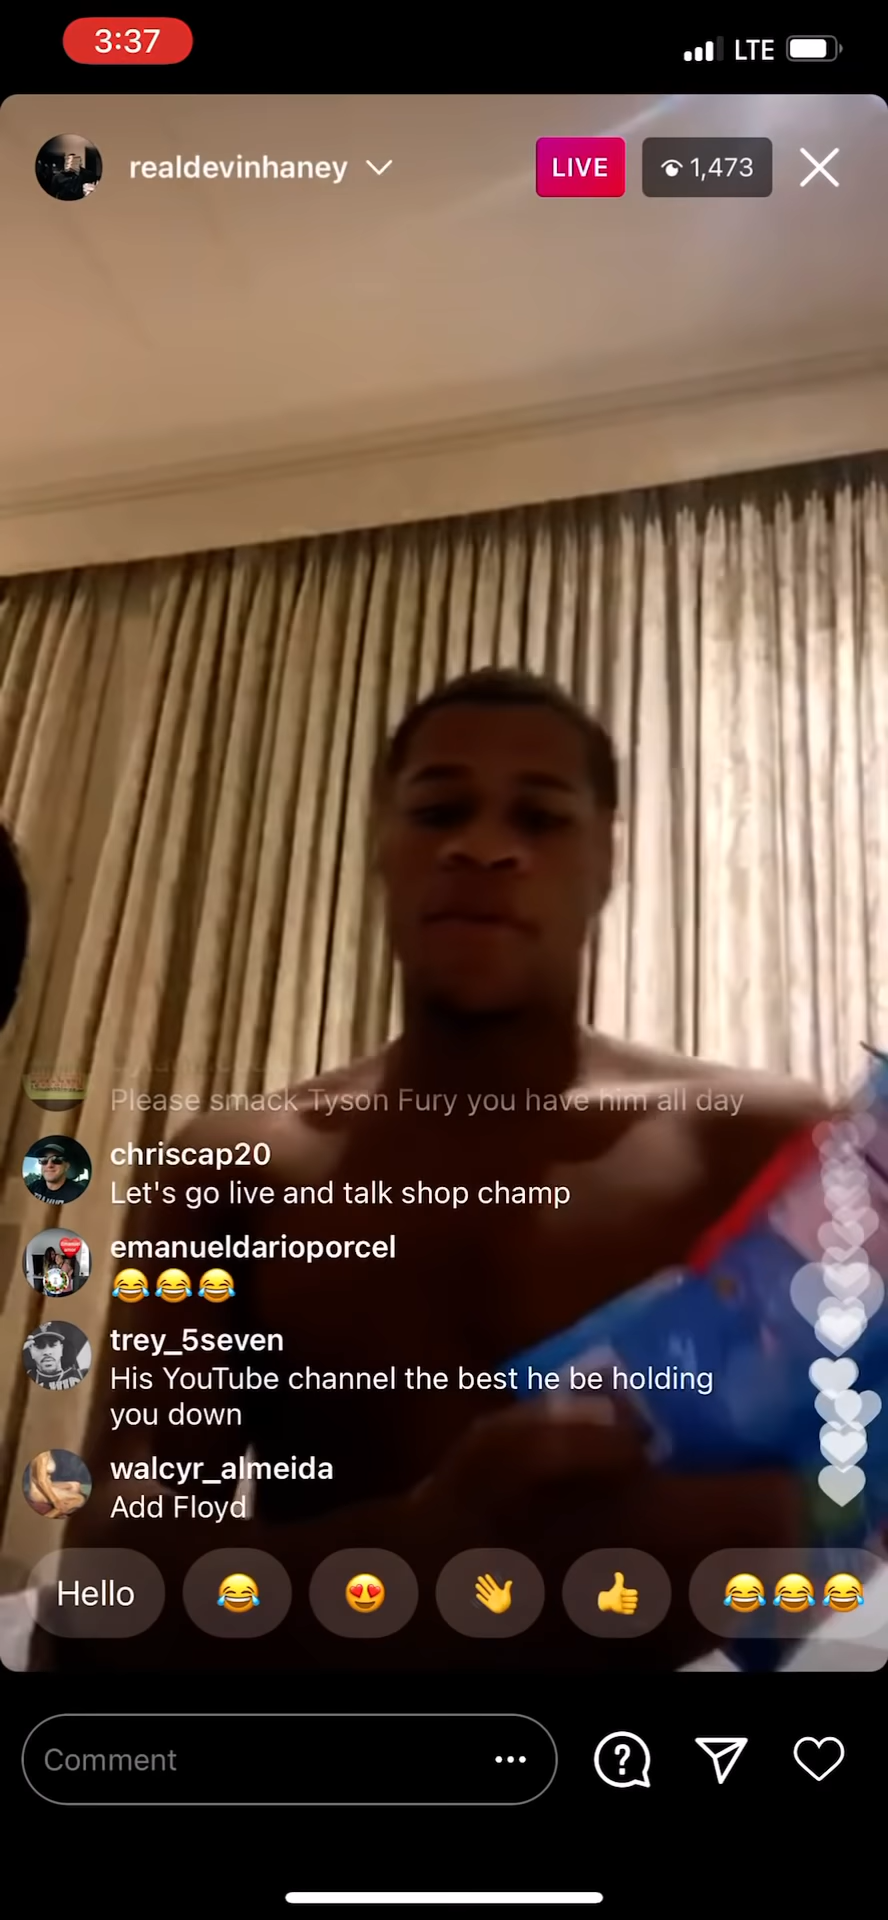 3:37
LTE
realdevinhaney
LIVE
1,473
Please smack Tyson Fury you have him all day
chriscap20
Let's go live and talk shop champ
emanueldarioporcel
😂😂😂
trey_5seven
His YouTube channel the best he be holding
you down
walcyr_almeida
Add Floyd
Hello 😂 😍 👋 👍 😂😂😂
Comment